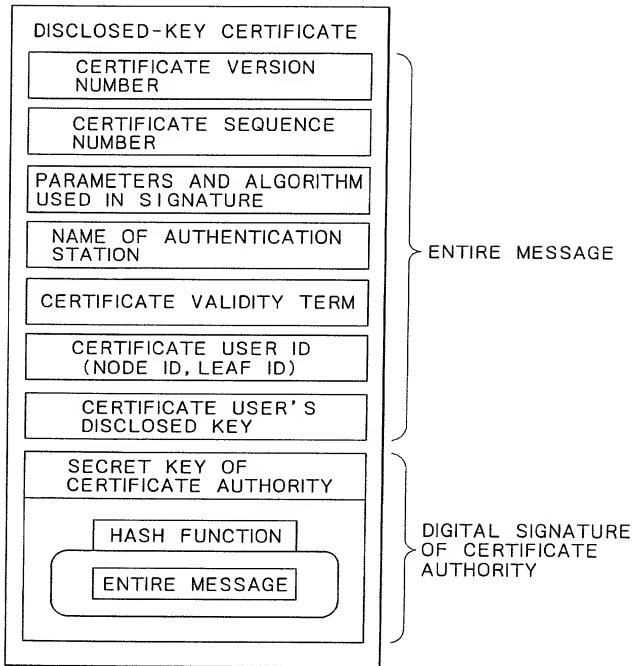 DISCLOSED-KEY CERTIFICATE
CERTIFICATE VERSION
NUMBER
CERTIFICATE SEQUENCE
NUMBER
PARAMETERS AND ALGORITHM
USED IN SIGNATURE
NAME OF AUTHENTICATION
STATION
CERTIFICATE VALIDITY TERM
CERTIFICATE USER ID
(NODE ID, LEAF ID)
CERTIFICATE USER'S
DISCLOSED KEY
ENTIRE MESSAGE
SECRET KEY OF
CERTIFICATE AUTHORITY
HASH FUNCTION
ENTIRE MESSAGE
DIGITAL SIGNATURE
OF CERTIFICATE
AUTHORITY